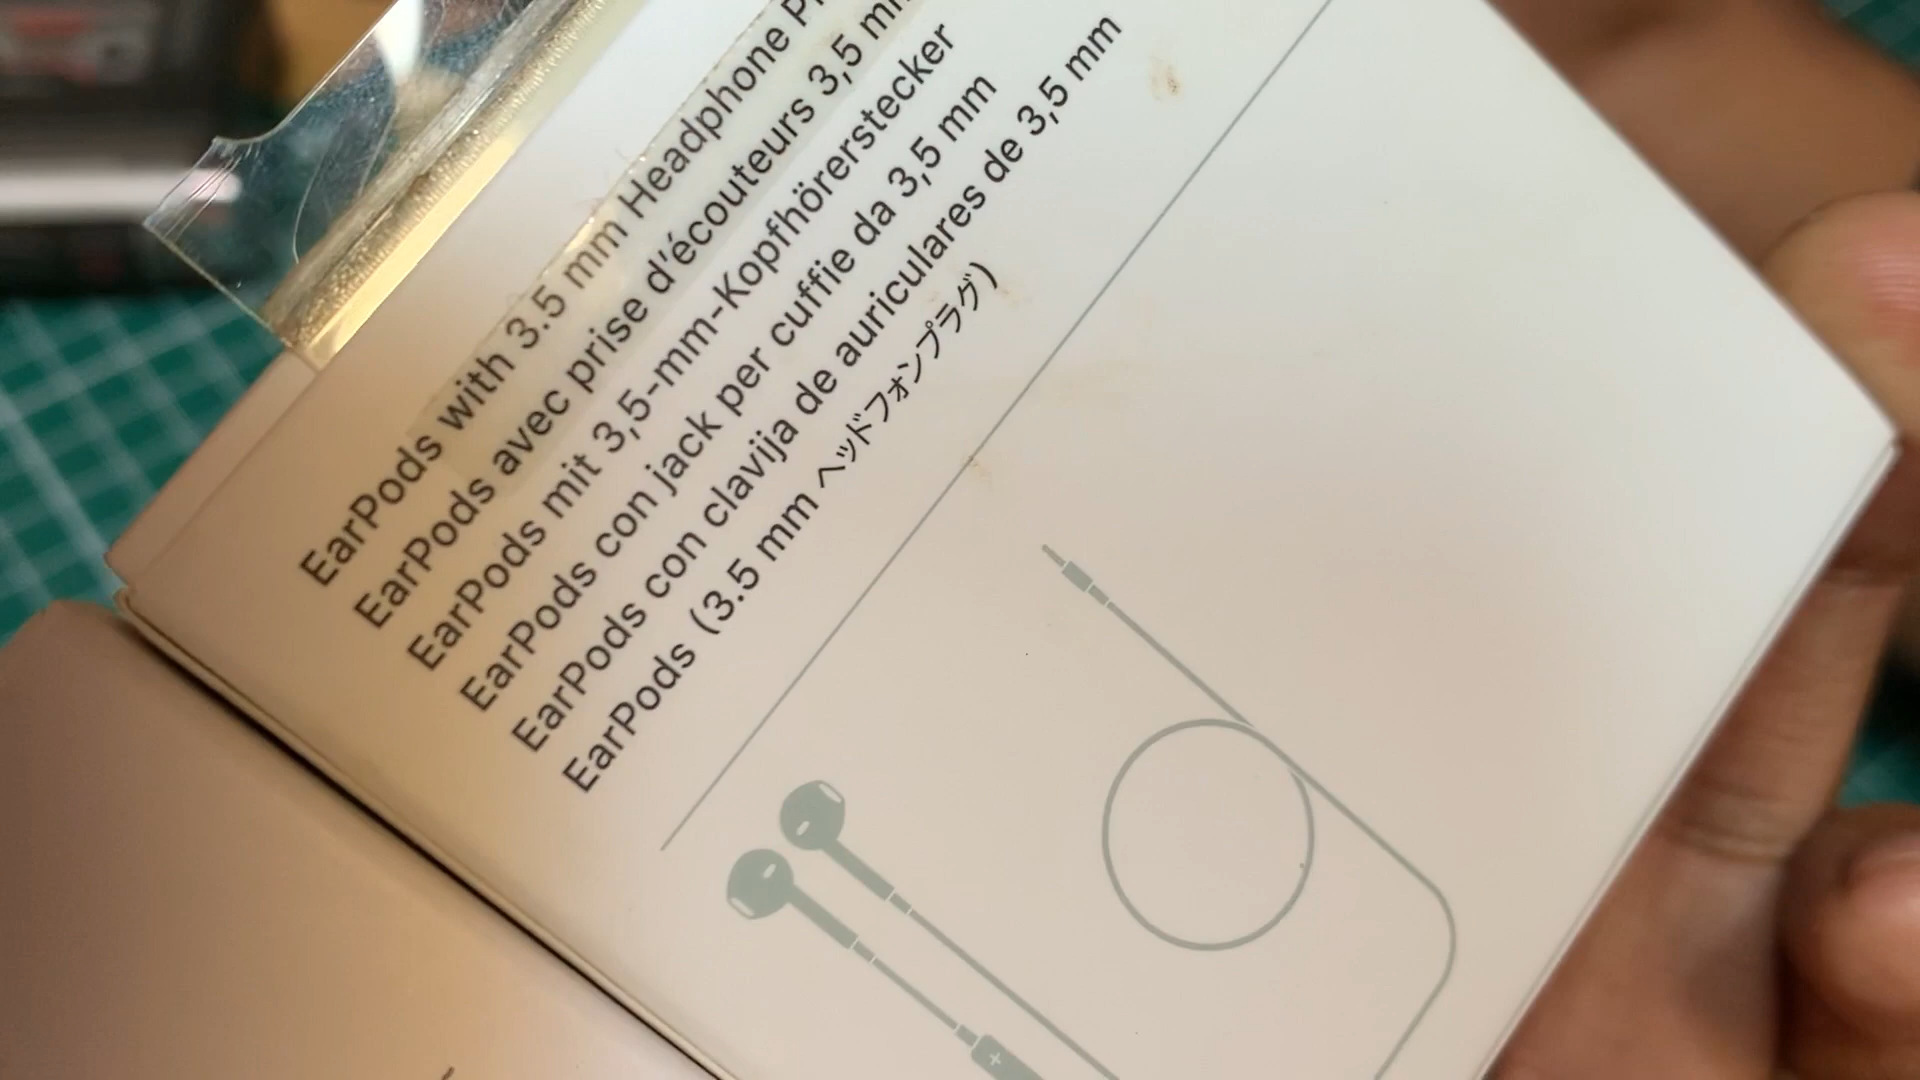 EarPods with 3.5 mm Headphone
EarPods avec prise d'écouteurs 3,5 mm
EarPods mit 3,5-mm-Kopfhörerstecker
EarPods con jack per cuffie da 3,5 mm
EarPods con clavija de auriculares de 3,5 mm
EarPods (3.5 mm ヘッドフォンプラグ)